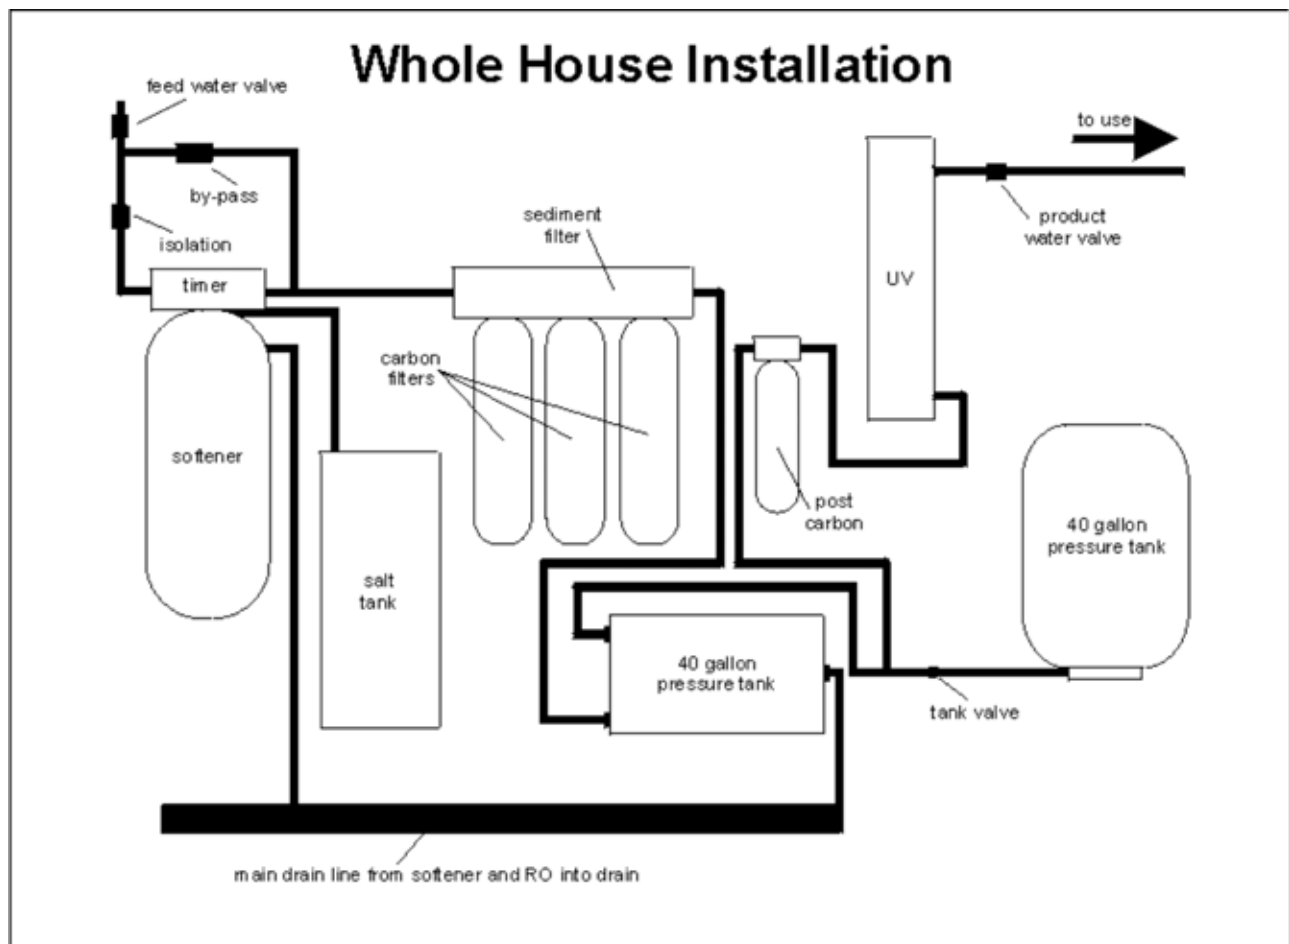 Whole House Installation
feed water valve
to use
by-pass
isolation
sediment
filter
product
water valve
timer
UV
carbon
filters
softener
post
carbon
40 gallon
pressure tank
salt
tank
40 gallon
pressure tank
tank valve
main drain line from softener and RO into drain